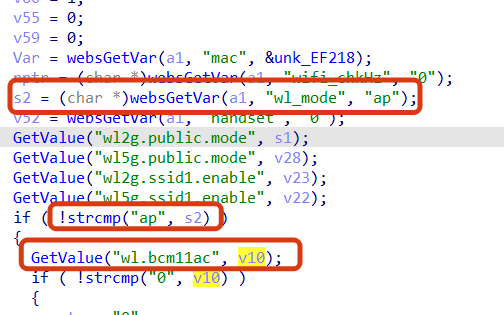 v55 = 0;
v59 = 0;
Var = websGetVar(a1, "mac", &unk_EF218);
nptr = (char *)websGetVar(a1, "wifi_chkHz", "0");
s2 = (char *)websGetVar(a1, "wl_mode", "ap");
v52 = websGetVar(a1, "handset", "0");
GetValue("wl2g.public.mode", s1);
GetValue("wl5g.public.mode", v28);
GetValue("wl2g.ssid1.enable", v23);
GetValue("wl5g.ssid1.enable", v22);
if ( !strcmp("ap", s2) )
{
GetValue("wl.bcm11ac", v10);
if ( !strcmp("0", v10) )
{